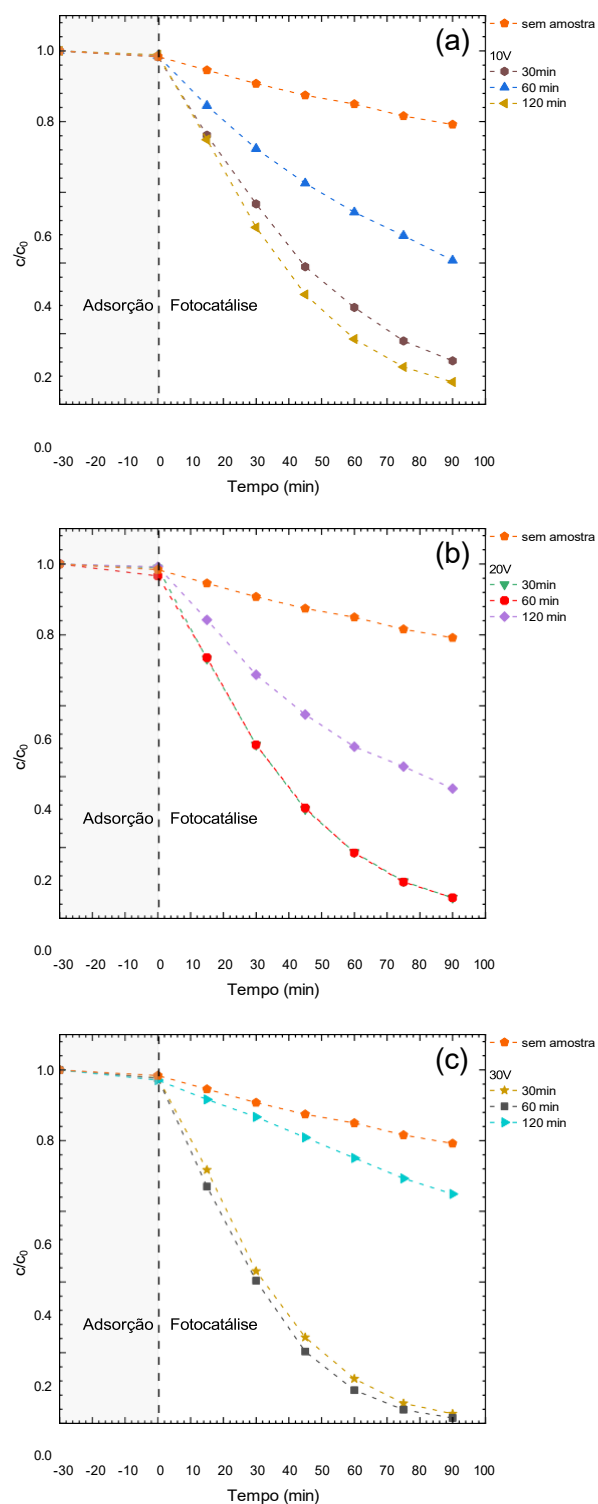 (a)
sem amostra
10V
30min
60 min
120 min
1.0
0.8
0.6
0.4
0.2
0.0
c/c0
Adsorção
Fotocatálise
-30 -20 -10 0 10 20 30 40 50 60 70 80 90 100
Tempo (min)
(b)
sem amostra
20V
30min
60 min
120 min
1.0
0.8
0.6
0.4
0.2
0.0
c/c0
Adsorção
Fotocatálise
-30 -20 -10 0 10 20 30 40 50 60 70 80 90 100
Tempo (min)
(c)
sem amostra
30V
30min
60 min
120 min
1.0
0.8
0.6
0.4
0.2
0.0
c/c0
Adsorção
Fotocatálise
-30 -20 -10 0 10 20 30 40 50 60 70 80 90 100
Tempo (min)